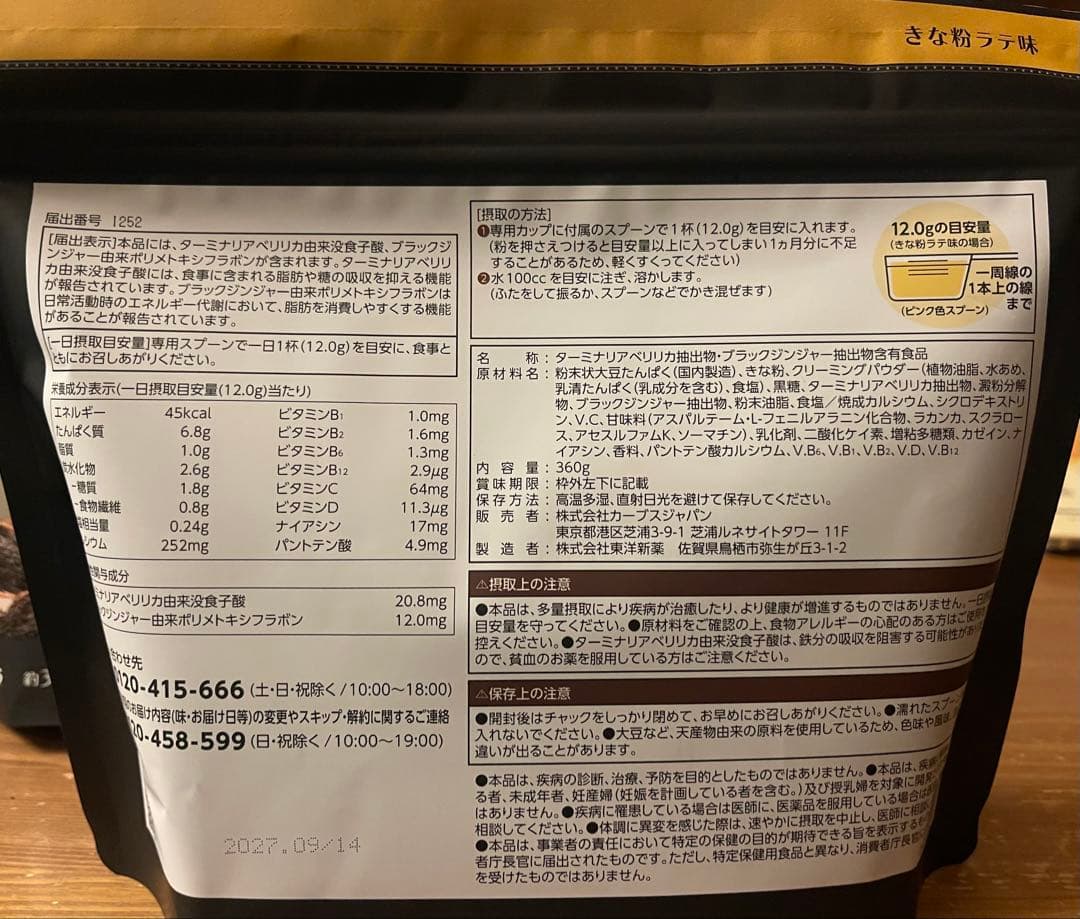 きな粉ラテ味
届出番号 1252
[届出表示]本品には、ターミナリアベリリカ由来没食子酸、ブラックジ
ンジャー由来ポリメトキシフラボンが含まれます。ターミナリアベリリ
カ由来没食子酸には、食事に含まれる脂肪や糖の吸収を抑える機能
が報告されています。ブラックジンジャー由来ポリメトキシフラボンは
日常活動時のエネルギー代謝において、脂肪を消費しやすくする機能
があることが報告されています。
[一日摂取目安量]専用スプーンで一日1杯(12.0g)を目安に、食事と
ともにお召しあがりください。
栄養成分表示(一日摂取目安量(12.0g)当たり)
エネルギー 45kcal ビタミンB₁ 1.0mg
たんぱく質 6.8g ビタミンB₂ 1.6mg
脂質 1.0g ビタミンB₆ 1.3mg
炭水化物 2.6g ビタミンB₁₂ 2.9μg
-糖質 1.8g ビタミンC 64mg
-食物繊維 0.8g ビタミンD 11.3μg
相当量 0.24g ナイアシン 17mg
シウム 252mg パントテン酸 4.9mg
関与成分
ミナリアベリリカ由来没食子酸 20.8mg
クジンジャー由来ポリメトキシフラボン 12.0mg
合わせ先
120-415-666 (土・日・祝除く/10:00〜18:00)
のお届け内容(味・お届け日等)の変更やスキップ・解約に関するご連絡
20-458-599 (日・祝除く/10:00〜19:00)
2027.09/14
[摂取の方法]
❶専用カップに付属のスプーンで1杯(12.0g)を目安に入れます。
(粉を押さえつけると目安量以上に入ってしまい1ヵ月分に不足
することがあるため、軽くすくってください)
❷水100ccを目安に注ぎ、溶かします。
(ふたをして振るか、スプーンなどでかき混ぜます)
12.0gの目安量
(きな粉ラテ味の場合)
一周線の
1本上の線
まで
(ピンク色スプーン)
名称:ターミナリアベリリカ抽出物・ブラックジンジャー抽出物含有食品
原材料名:粉末状大豆たんぱく(国内製造)、きな粉、クリーミングパウダー(植物油脂、水あめ、
乳清たんぱく(乳成分を含む)、食塩)、黒糖、ターミナリアベリリカ抽出物、澱粉分解
物、ブラックジンジャー抽出物、粉末油脂、食塩/焼成カルシウム、シクロデキストリ
ン、V.C、甘味料(アスパルテーム・L-フェニルアラニン化合物、ラカンカ、スクラロー
ス、アセスルファムK、ソーマチン)、乳化剤、二酸化ケイ素、増粘多糖類、カゼイン、ナ
イアシン、香料、パントテン酸カルシウム、V.B₆、V.B₁、V.B₂、V.D、V.B₁₂
内容量:360g
賞味期限:枠外左下に記載
保存方法:高温多湿、直射日光を避けて保存してください。
販売者:株式会社カーブスジャパン
東京都港区芝浦3-9-1 芝浦ルネサイトタワー 11F
製造者:株式会社東洋新薬 佐賀県鳥栖市弥生が丘3-1-2
⚠摂取上の注意
●本品は、多量摂取により疾病が治癒したり、より健康が増進するものではありません。一日
目安量を守ってください。●原材料をご確認の上、食物アレルギーの心配のある方はご使用
控えください。●ターミナリアベリリカ由来没食子酸は、鉄分の吸収を阻害する可能性があ
ので、貧血のお薬を服用している方はご注意ください。
⚠保存上の注意
●開封後はチャックをしっかり閉めて、お早めにお召しあがりください。●濡れたスプーン
入れないでください。●大豆など、天産物由来の原料を使用しているため、色味や風味
違いが出ることがあります。
●本品は、疾病の診断、治療、予防を目的としたものではありません。●本品は、疾病
る者、未成年者、妊産婦(妊娠を計画している者を含む。)及び授乳婦を対象に開発
はありません。●疾病に罹患している場合は医師に、医薬品を服用している場合は
相談してください。●体調に異変を感じた際は、速やかに摂取を中止し、医師に相談
●本品は、事業者の責任において特定の保健の目的が期待できる旨を表示する
者庁長官に届出されたものです。ただし、特定保健用食品と異なり、消費者庁長官
を受けたものではありません。